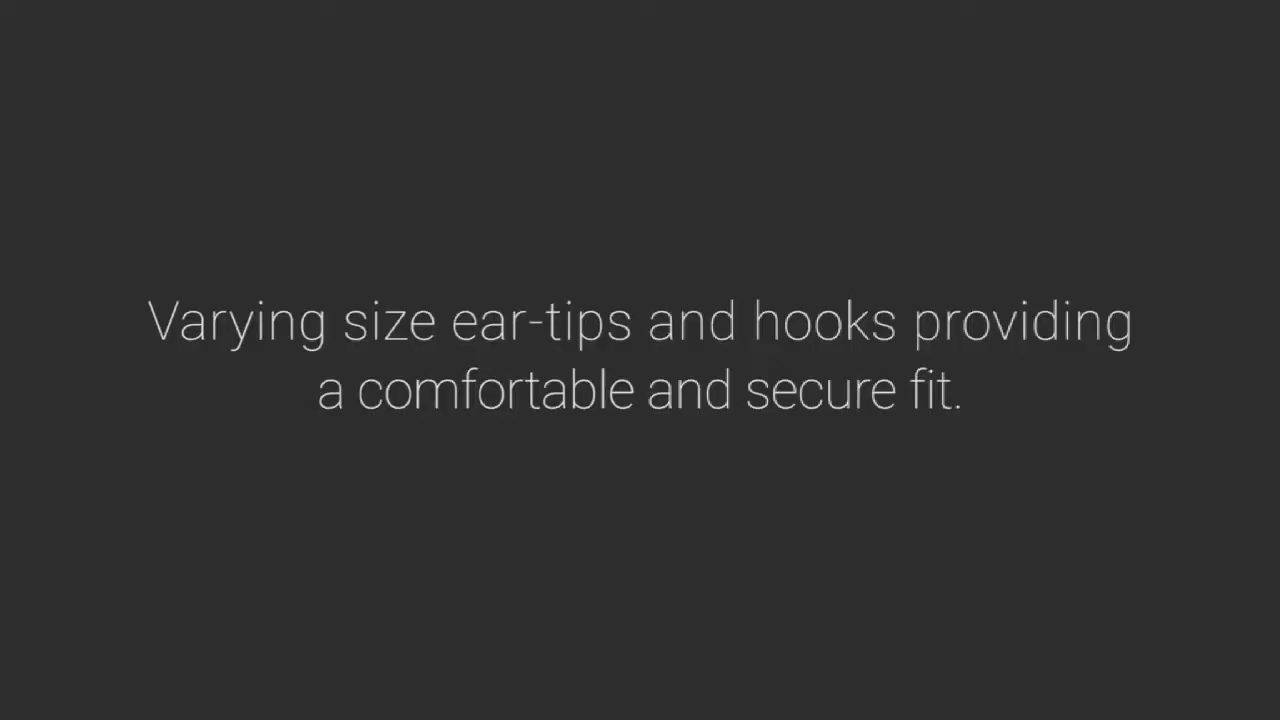 Varying size ear-tips and hooks providing
a comfortable and secure fit.